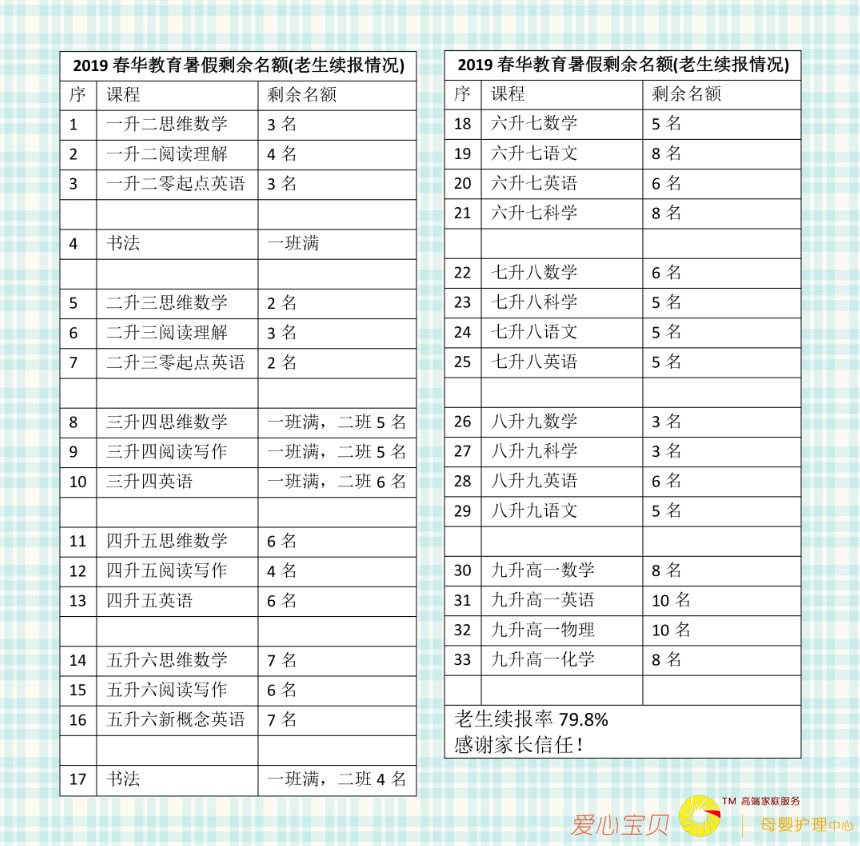 2019 春华教育暑假剩余名额(老生续报情况)
序 课程 剩余名额
1 一升二思维数学 3 名
2 一升二阅读理解 4 名
3 一升二零起点英语 3 名
4 书法 一班满
5 二升三思维数学 2 名
6 二升三阅读理解 3 名
7 二升三零起点英语 2 名
8 三升四思维数学 一班满，二班 5 名
9 三升四阅读写作 一班满，二班 5 名
10 三升四英语 一班满，二班 6 名
11 四升五思维数学 6 名
12 四升五阅读写作 4 名
13 四升五英语 6 名
14 五升六思维数学 7 名
15 五升六阅读写作 6 名
16 五升六新概念英语 7 名
17 书法 一班满，二班 4 名
2019 春华教育暑假剩余名额(老生续报情况)
序 课程 剩余名额
18 六升七数学 5 名
19 六升七语文 8 名
20 六升七英语 6 名
21 六升七科学 8 名
22 七升八数学 6 名
23 七升八科学 5 名
24 七升八语文 5 名
25 七升八英语 5 名
26 八升九数学 3 名
27 八升九科学 3 名
28 八升九英语 6 名
29 八升九语文 5 名
30 九升高一数学 8 名
31 九升高一英语 10 名
32 九升高一物理 10 名
33 九升高一化学 8 名
老生续报率 79.8%
感谢家长信任！
爱心宝贝 TM 高端家庭服务
母婴护理中心